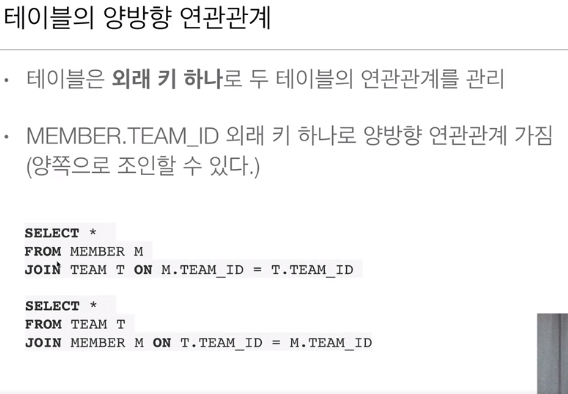 테이블의 양방향 연관관계
• 테이블은 외래 키 하나로 두 테이블의 연관관계를 관리
• MEMBER.TEAM_ID 외래 키 하나로 양방향 연관관계 가짐
(양쪽으로 조인할 수 있다.)
SELECT *
FROM MEMBER M
JOIN TEAM T ON M.TEAM_ID = T.TEAM_ID
SELECT *
FROM TEAM T
JOIN MEMBER M ON T.TEAM_ID = M.TEAM_ID